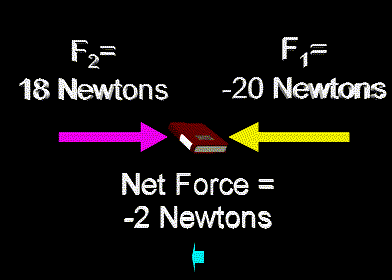 F₂=
18 Newtons
F₁=
-20 Newtons
Net Force =
-2 Newtons